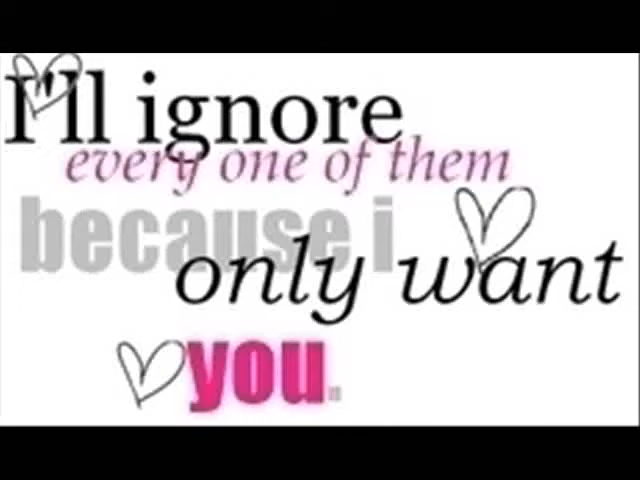 I'll ignore
every one of them
because i
only want
you.